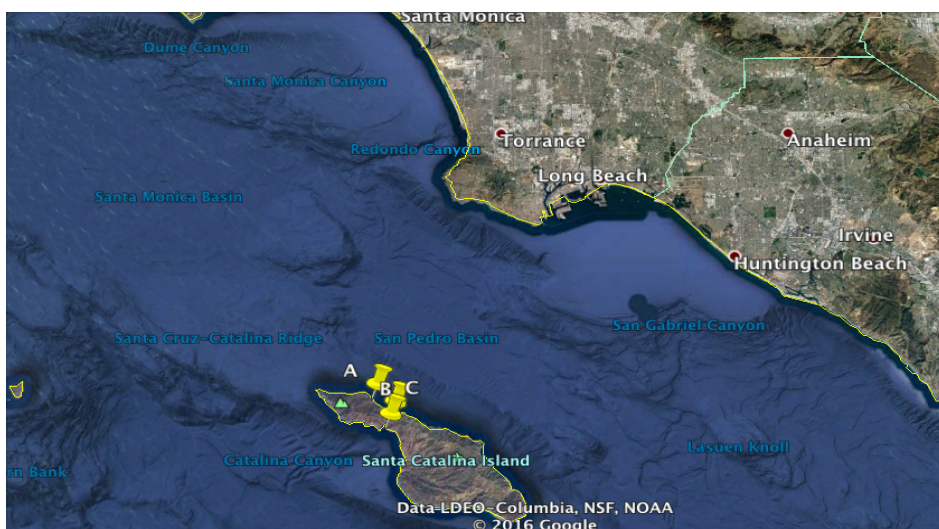 Santa Monica
Dume Canyon
Santa Monica Canyon
Torrance
Anaheim
Redondo Canyon
Long Beach
Santa Monica Basin
Irvine
Huntington Beach
San Gabriel Canyon
Santa Cruz-Catalina Ridge
San Pedro Basin
A
B
C
Lasuen Knoll
Catalina Canyon
Santa Catalina Island
rn Bank
Data LDEO-Columbia, NSF, NOAA
© 2016 Google